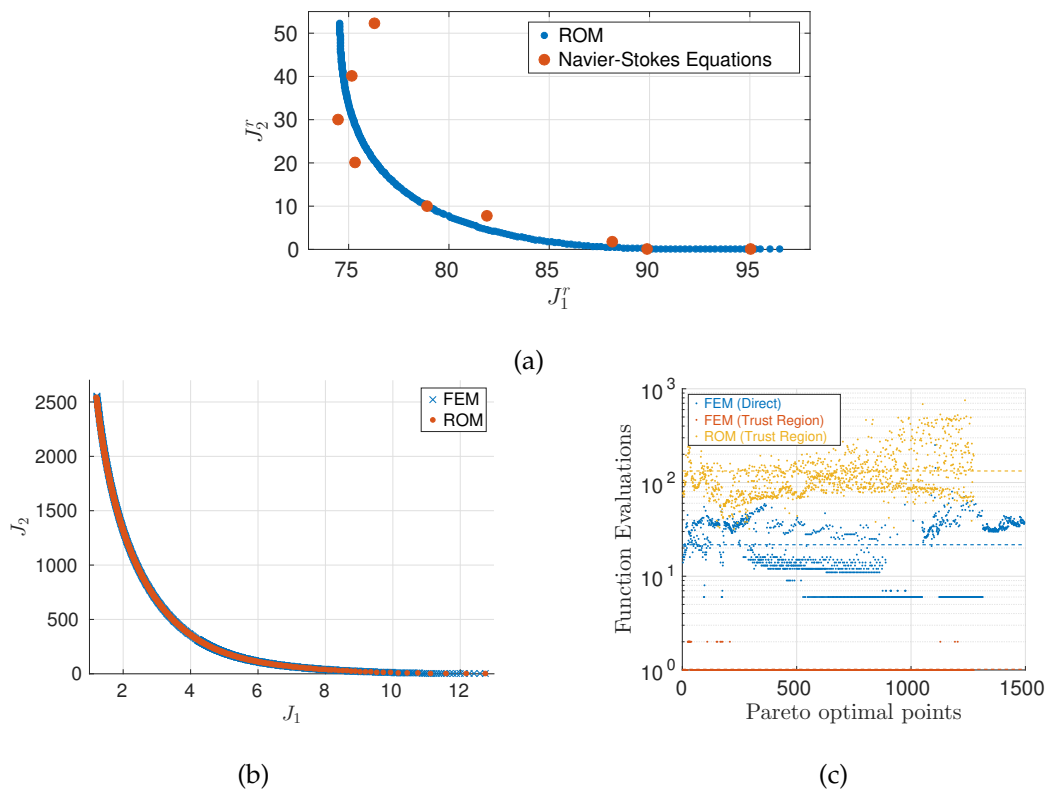 50
40
30
20
10
0
J_2^r
ROM
Navier-Stokes Equations
75
80
85
90
95
J_1^r
(a)
2500
2000
1500
1000
500
0
J_2
FEM
ROM
2
4
6
8
10
12
J_1
(b)
10^3
10^2
10^1
10^0
Function Evaluations
FEM (Direct)
FEM (Trust Region)
ROM (Trust Region)
0
500
1000
1500
Pareto optimal points
(c)